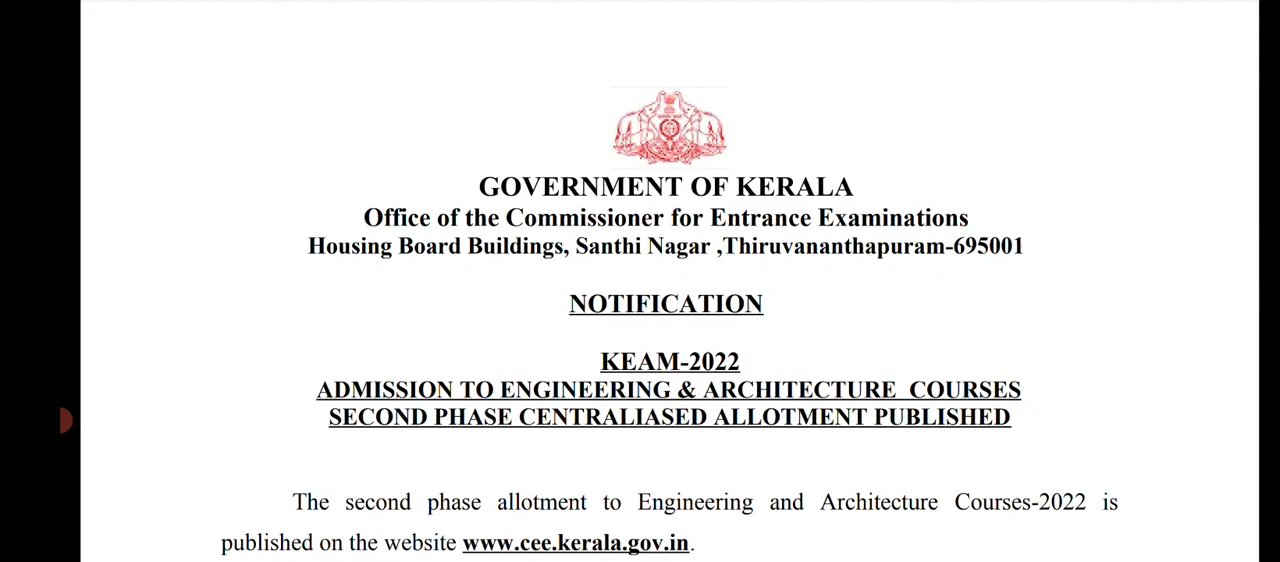 GOVERNMENT OF KERALA
Office of the Commissioner for Entrance Examinations
Housing Board Buildings, Santhi Nagar ,Thiruvananthapuram-695001
NOTIFICATION
KEAM-2022
ADMISSION TO ENGINEERING & ARCHITECTURE COURSES
SECOND PHASE CENTRALIASED ALLOTMENT PUBLISHED
The second phase allotment to Engineering and Architecture Courses-2022 is
published on the website www.cee.kerala.gov.in.